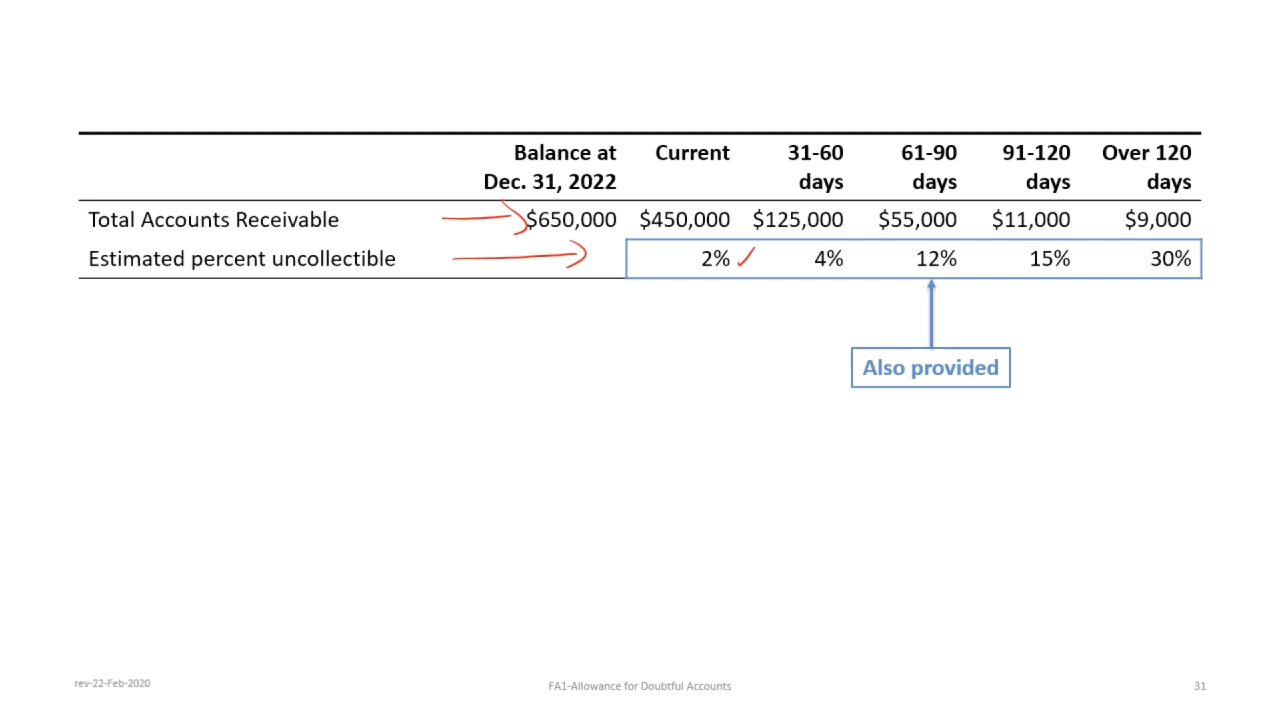 Balance at Current 31-60 61-90 91-120 Over 120
Dec. 31, 2022 days days days days
Total Accounts Receivable $650,000 $450,000 $125,000 $55,000 $11,000 $9,000
Estimated percent uncollectible 2% 4% 12% 15% 30%
Also provided
rev-22-Feb-2020 FA1-Allowance for Doubtful Accounts 31